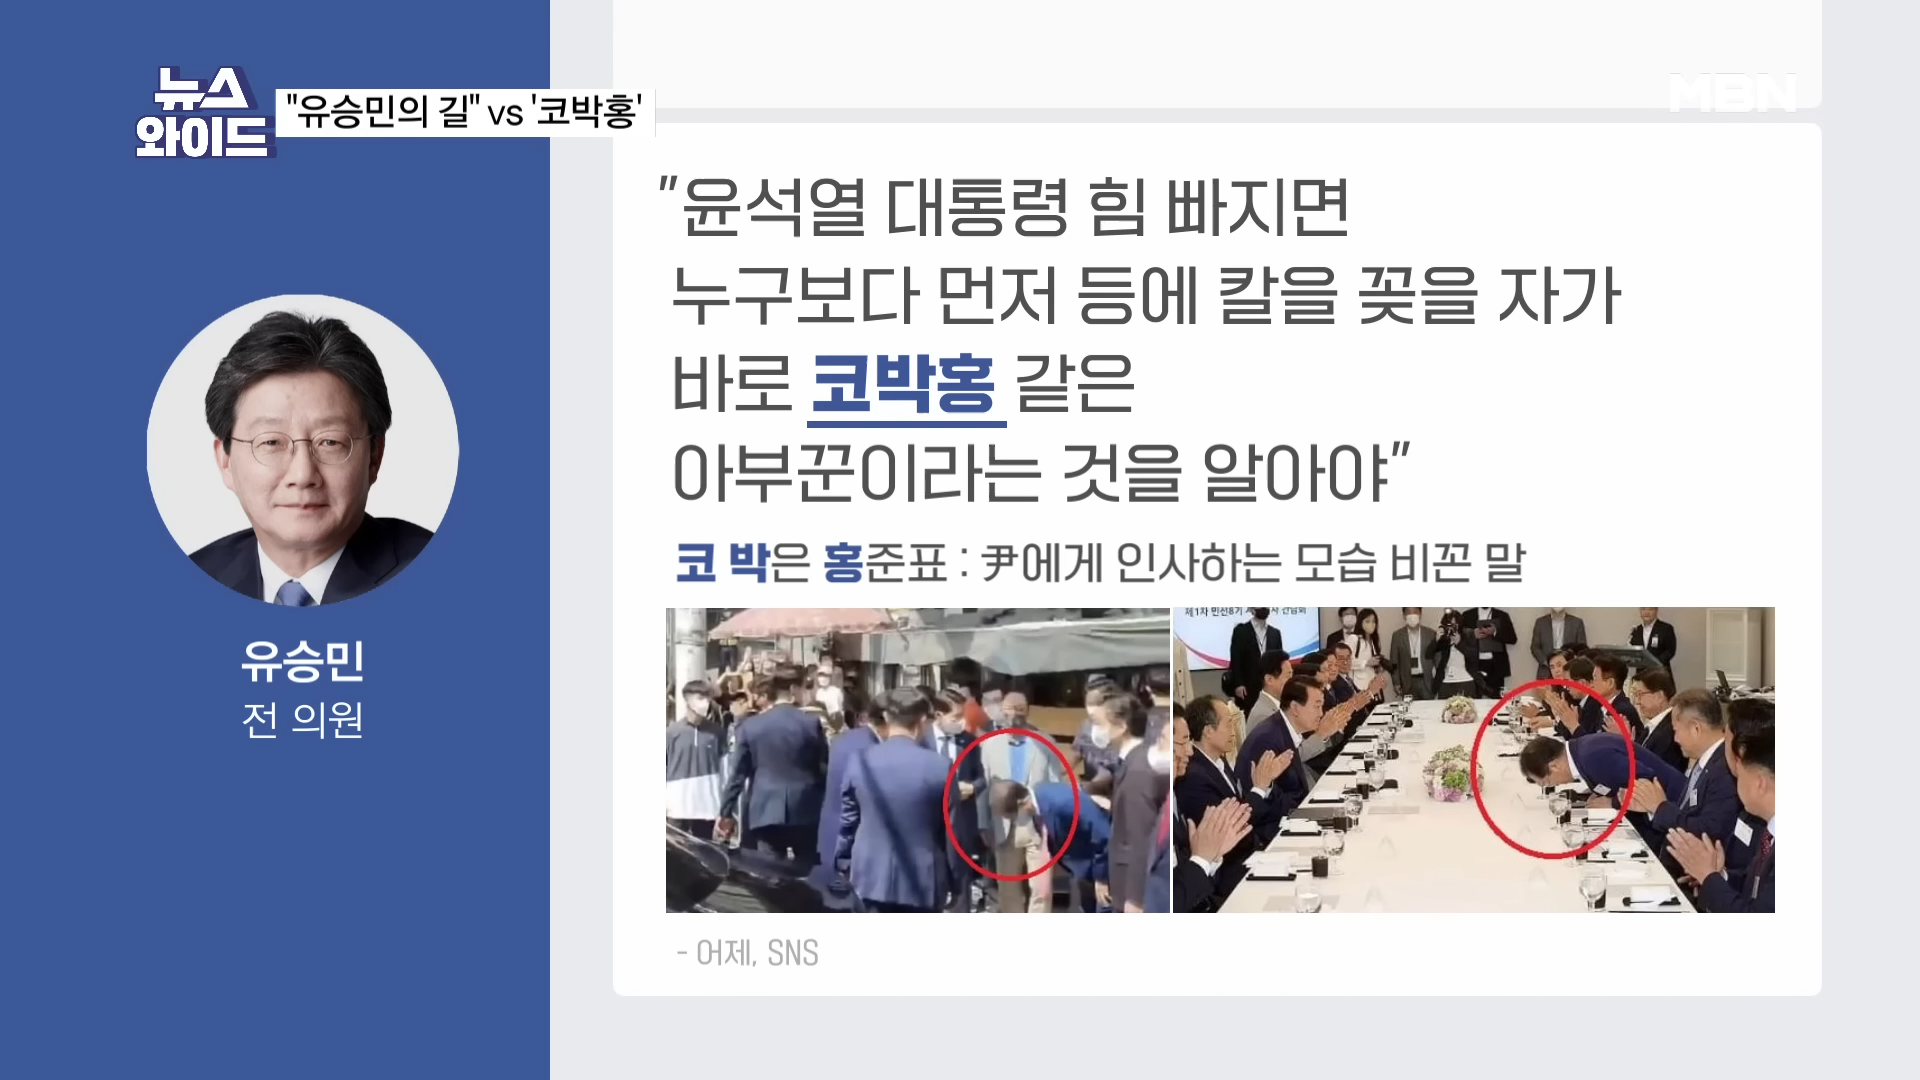 뉴스
와이드
"유승민의 길" vs '코박홍'
MBN
"윤석열 대통령 힘 빠지면
누구보다 먼저 등에 칼을 꽂을 자가
바로 코박홍 같은
아부꾼이라는 것을 알아야"
코 박은 홍준표 : 尹에게 인사하는 모습 비꼰 말
유승민
전 의원
- 어제, SNS